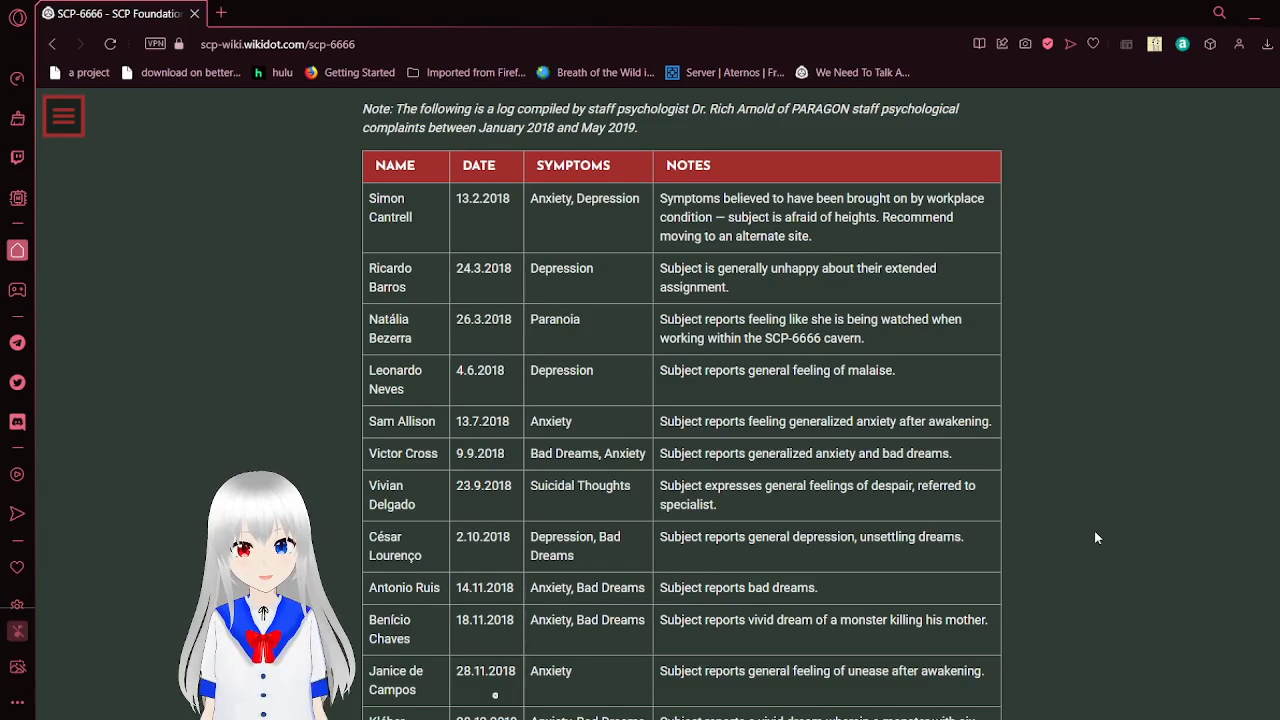 SCP-6666 - SCP Foundation
VPN
scp-wiki.wikidot.com/scp-6666
a project
download on better...
hulu
Getting Started
Imported from Firef...
Breath of the Wild i...
Server | Aternos | Fr...
We Need To Talk A...
Note: The following is a log compiled by staff psychologist Dr. Rich Arnold of PARAGON staff psychological
complaints between January 2018 and May 2019.
NAME DATE SYMPTOMS NOTES
Simon 13.2.2018 Anxiety, Depression Symptoms believed to have been brought on by workplace
Cantrell condition — subject is afraid of heights. Recommend
moving to an alternate site.
Ricardo 24.3.2018 Depression Subject is generally unhappy about their extended
Barros assignment.
Natália 26.3.2018 Paranoia Subject reports feeling like she is being watched when
Bezerra working within the SCP-6666 cavern.
Leonardo 4.6.2018 Depression Subject reports general feeling of malaise.
Neves
Sam Allison 13.7.2018 Anxiety Subject reports feeling generalized anxiety after awakening.
Victor Cross 9.9.2018 Bad Dreams, Anxiety Subject reports generalized anxiety and bad dreams.
Vivian 23.9.2018 Suicidal Thoughts Subject expresses general feelings of despair, referred to
Delgado specialist.
César 2.10.2018 Depression, Bad Subject reports general depression, unsettling dreams.
Lourenço Dreams
Antonio Ruis 14.11.2018 Anxiety, Bad Dreams Subject reports bad dreams.
Benício 18.11.2018 Anxiety, Bad Dreams Subject reports vivid dream of a monster killing his mother.
Chaves
Janice de 28.11.2018 Anxiety Subject reports general feeling of unease after awakening.
Campos
Anxiety, Bad Dreams Subject reports a vivid dream wherein a monster with six